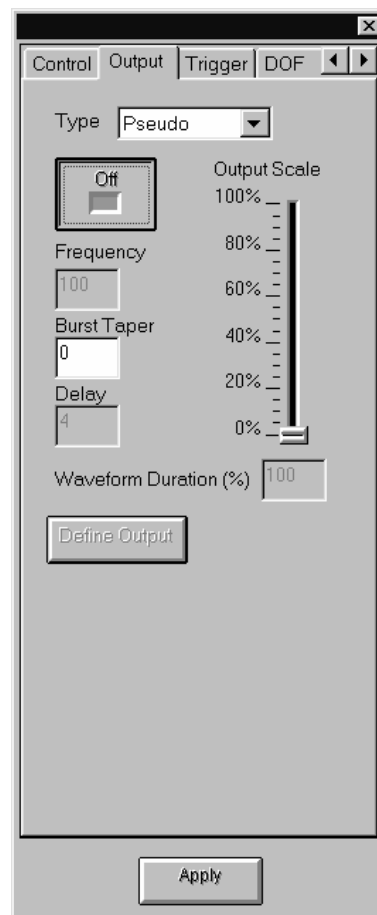 Control Output Trigger DOF
Type Pseudo
Off
Output Scale
100%
80%
60%
40%
20%
0%
Frequency
100
Burst Taper
0
Delay
4
Waveform Duration (%) 100
Define Output
Apply